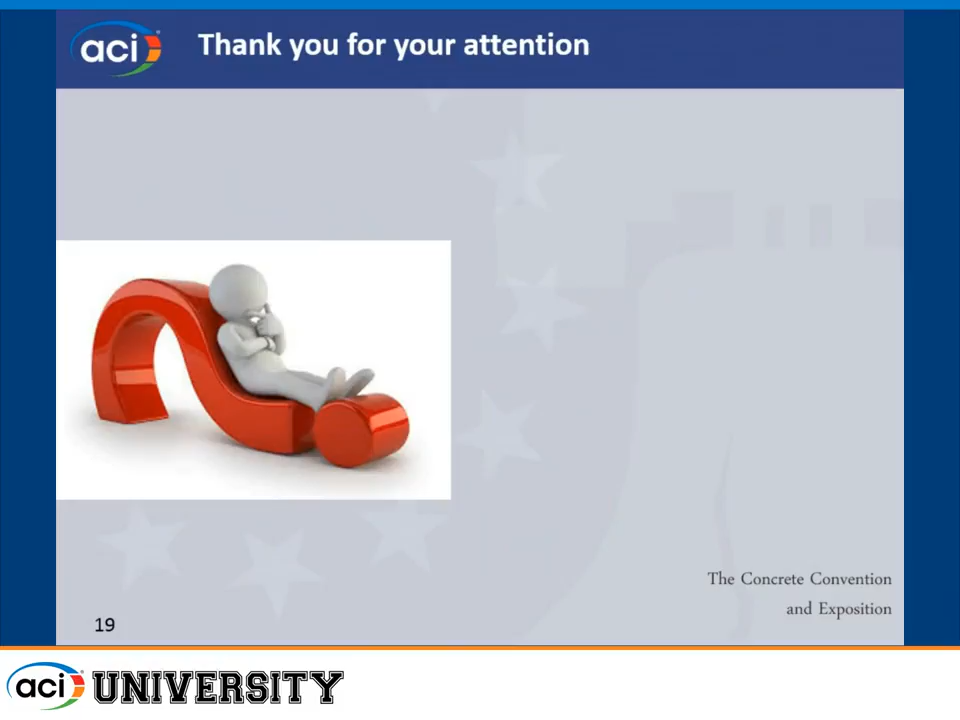 aci Thank you for your attention
The Concrete Convention
and Exposition
19
aci UNIVERSITY